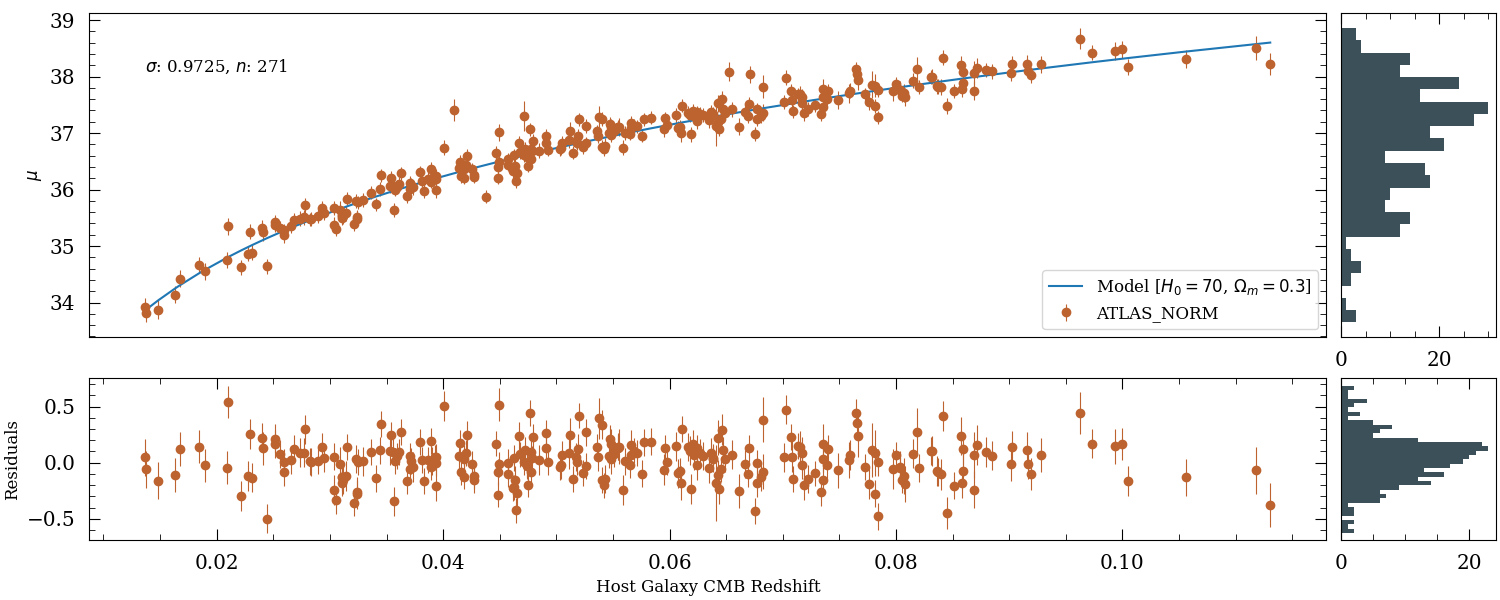 39
38
37
36
35
34
μ
σ: 0.9725, n: 271
Model [H₀ = 70, Ωₘ = 0.3]
ATLAS_NORM
0 20
0.5
0.0
−0.5
Residuals
0.02 0.04 0.06 0.08 0.10
Host Galaxy CMB Redshift
0 20